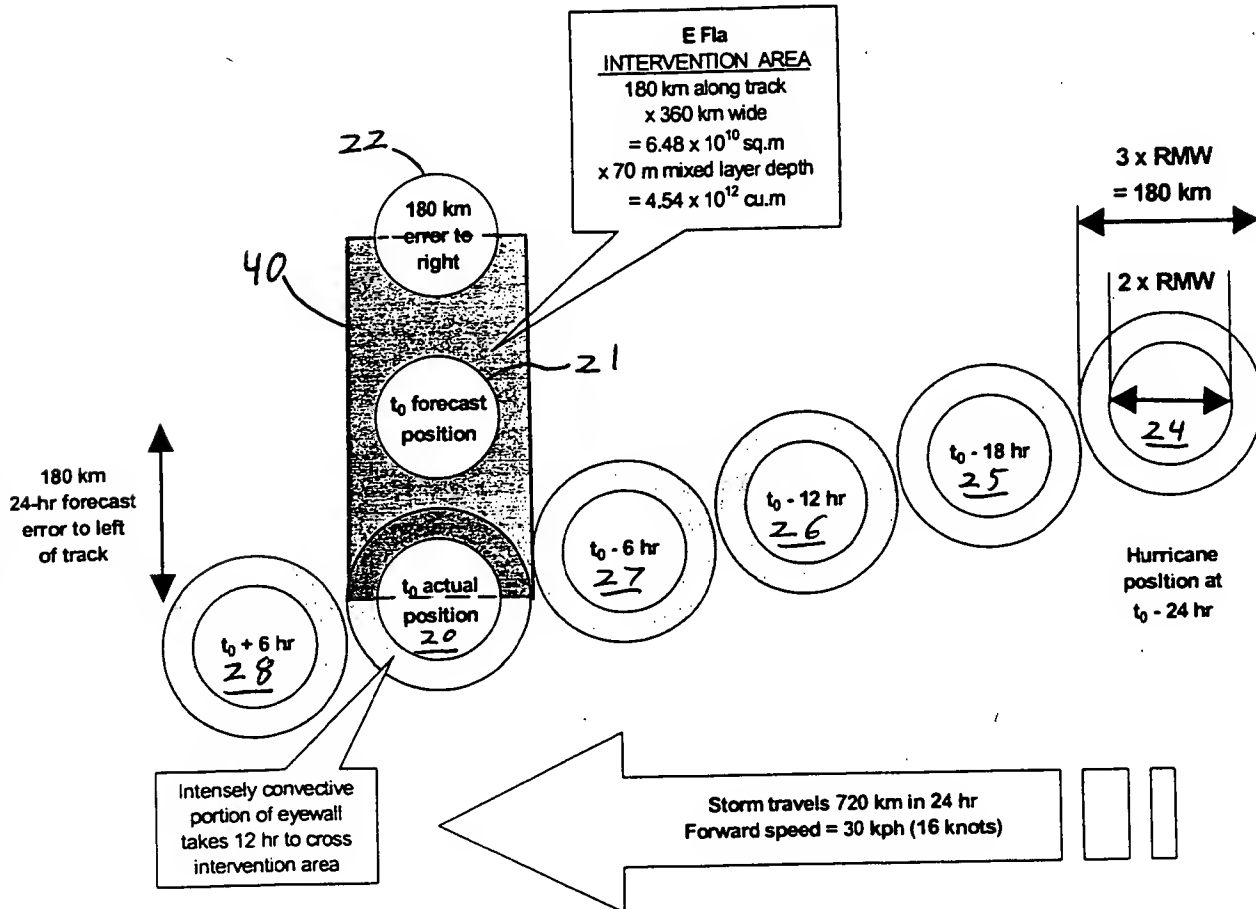 E Fla
INTERVENTION AREA
180 km along track
x 360 km wide
= 6.48 x 10¹⁰ sq.m
x 70 m mixed layer depth
= 4.54 x 10¹² cu.m
22
180 km
error to
right
40
21
t₀ forecast
position
180 km
24-hr forecast
error to left
of track
3 x RMW
= 180 km
2 x RMW
24
t₀ - 18 hr
25
t₀ - 12 hr
26
t₀ - 6 hr
27
t₀ actual
position
20
t₀ + 6 hr
28
Hurricane
position at
t₀ - 24 hr
Intensely convective
portion of eyewall
takes 12 hr to cross
intervention area
Storm travels 720 km in 24 hr
Forward speed = 30 kph (16 knots)